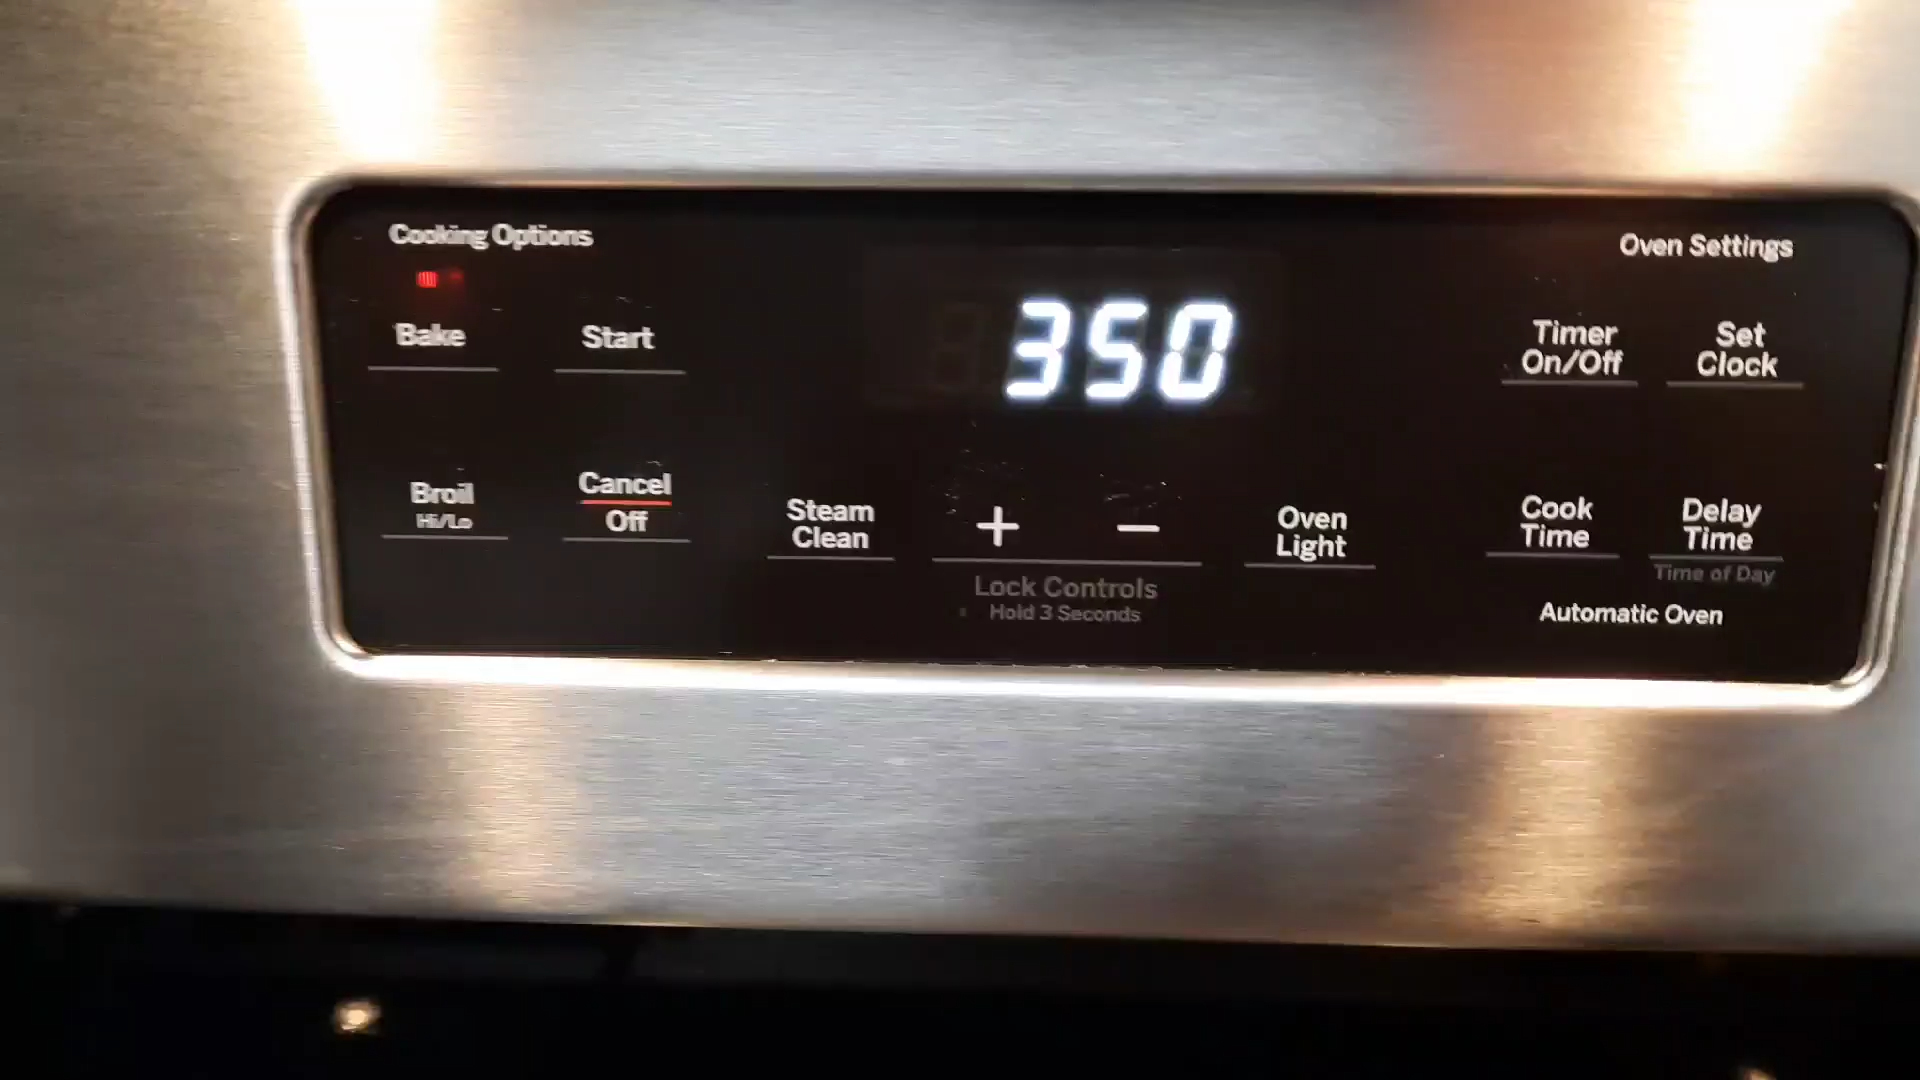 Cooking Options
Oven Settings
Bake
Start
350
Timer
On/Off
Set
Clock
Broil
Hi/Lo
Cancel
Off
Steam
Clean
+
−
Oven
Light
Cook
Time
Delay
Time
Time of Day
Lock Controls
Hold 3 Seconds
Automatic Oven